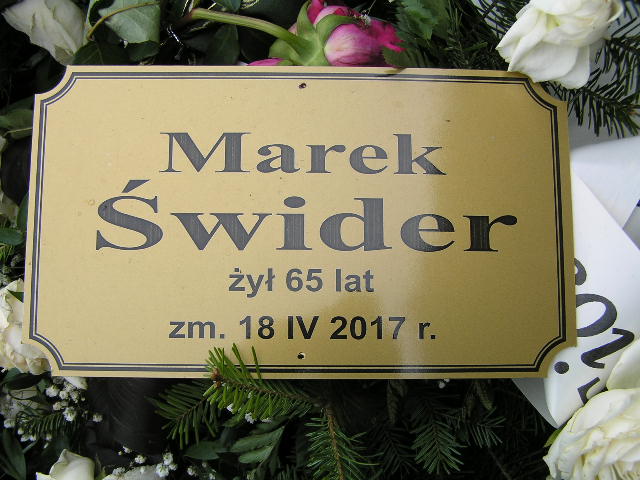 Marek
Świder
żył 65 lat
zm. 18 IV 2017 r.